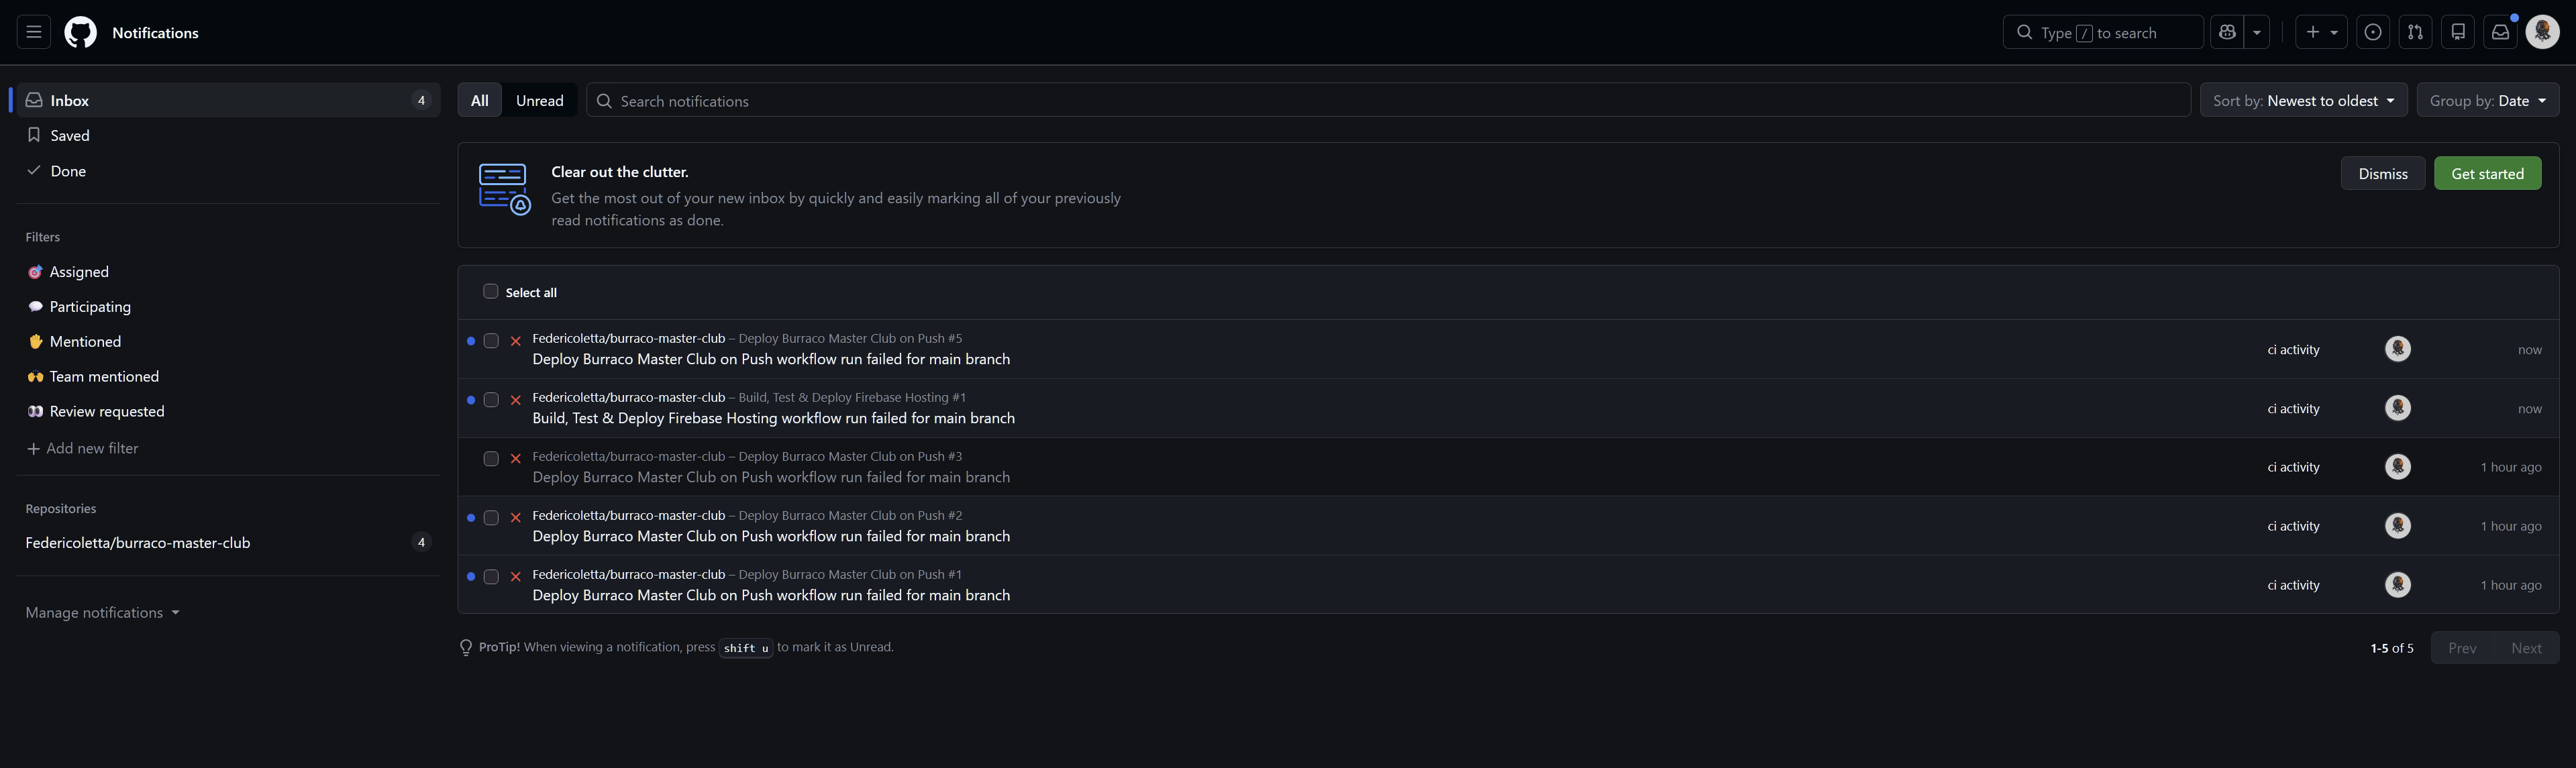 Notifications
Type / to search
Inbox 4
Saved
Done
Filters
Assigned
Participating
Mentioned
Team mentioned
Review requested
Add new filter
Repositories
Federicoletta/burraco-master-club 4
Manage notifications
All Unread Search notifications Sort by: Newest to oldest Group by: Date
Clear out the clutter.
Get the most out of your new inbox by quickly and easily marking all of your previously
read notifications as done.
Dismiss Get started
Select all
Federicoletta/burraco-master-club – Deploy Burraco Master Club on Push #5
Deploy Burraco Master Club on Push workflow run failed for main branch
ci activity now
Federicoletta/burraco-master-club – Build, Test & Deploy Firebase Hosting #1
Build, Test & Deploy Firebase Hosting workflow run failed for main branch
ci activity now
Federicoletta/burraco-master-club – Deploy Burraco Master Club on Push #3
Deploy Burraco Master Club on Push workflow run failed for main branch
ci activity 1 hour ago
Federicoletta/burraco-master-club – Deploy Burraco Master Club on Push #2
Deploy Burraco Master Club on Push workflow run failed for main branch
ci activity 1 hour ago
Federicoletta/burraco-master-club – Deploy Burraco Master Club on Push #1
Deploy Burraco Master Club on Push workflow run failed for main branch
ci activity 1 hour ago
ProTip! When viewing a notification, press shift u to mark it as Unread.
1-5 of 5 Prev Next